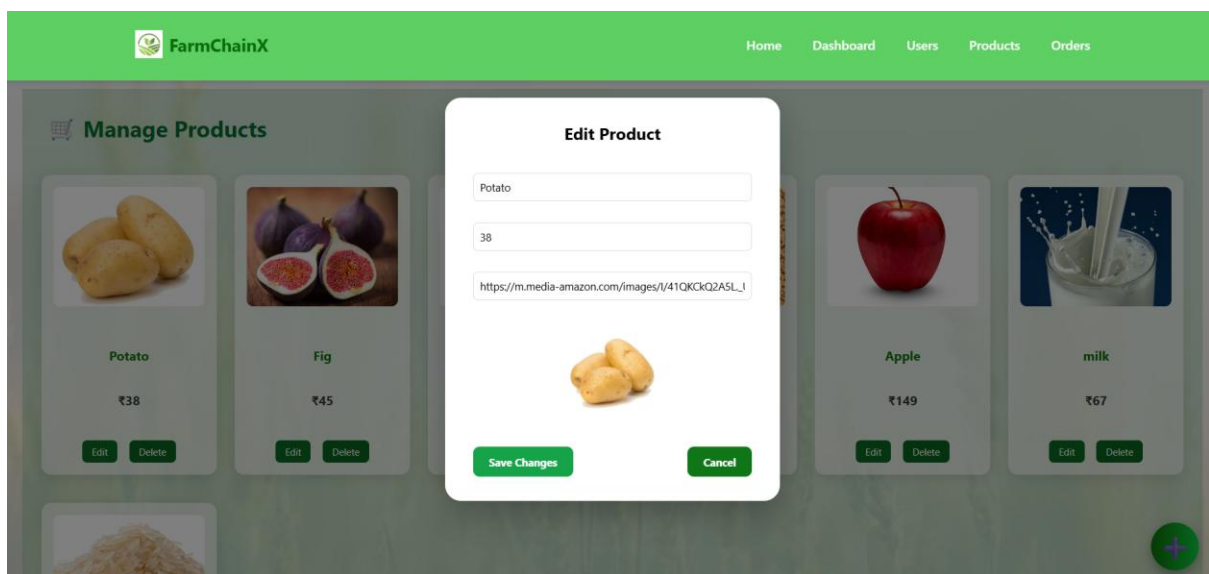 FarmChainX
Home Dashboard Users Products Orders
Manage Products
Edit Product
Potato
38
https://m.media-amazon.com/images/I/41QKCkQ2A5L._
Save Changes Cancel
Potato Fig Apple milk
₹38 ₹45 ₹149 ₹67
Edit Delete Edit Delete Edit Delete Edit Delete